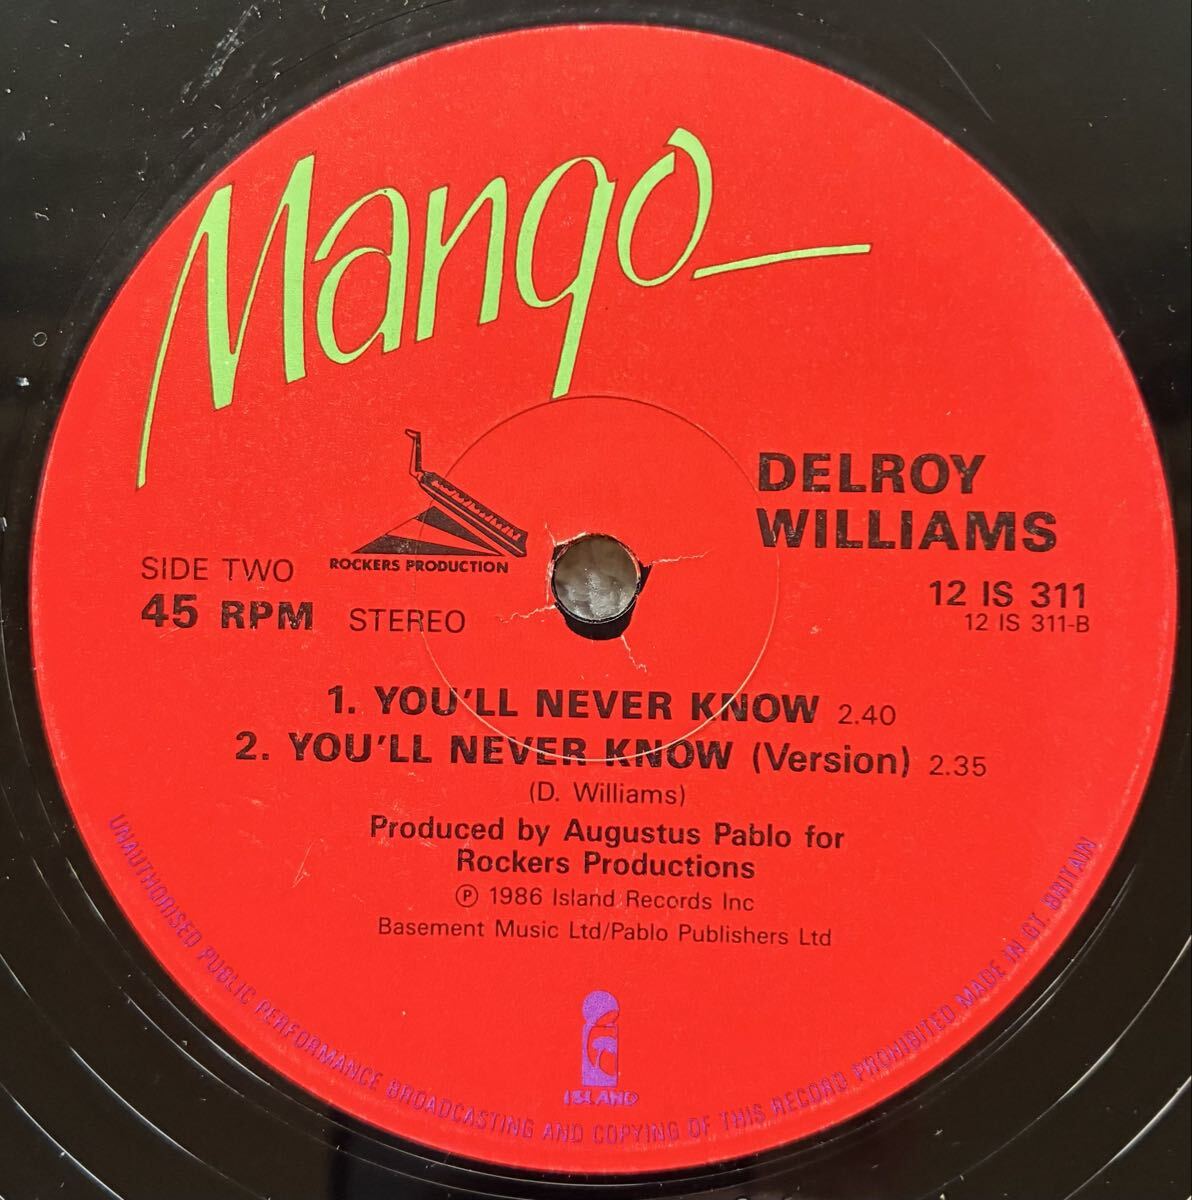 Mango
ROCKERS PRODUCTION
DELROY
WILLIAMS
SIDE TWO
45 RPM STEREO
12 IS 311
12 IS 311-B
1. YOU'LL NEVER KNOW 2.40
2. YOU'LL NEVER KNOW (Version) 2.35
(D. Williams)
Produced by Augustus Pablo for
Rockers Productions
℗ 1986 Island Records Inc
Basement Music Ltd/Pablo Publishers Ltd
ISLAND
UNAUTHORISED PUBLIC PERFORMANCE BROADCASTING AND COPYING OF THIS RECORD PROHIBITED MADE IN GT. BRITAIN